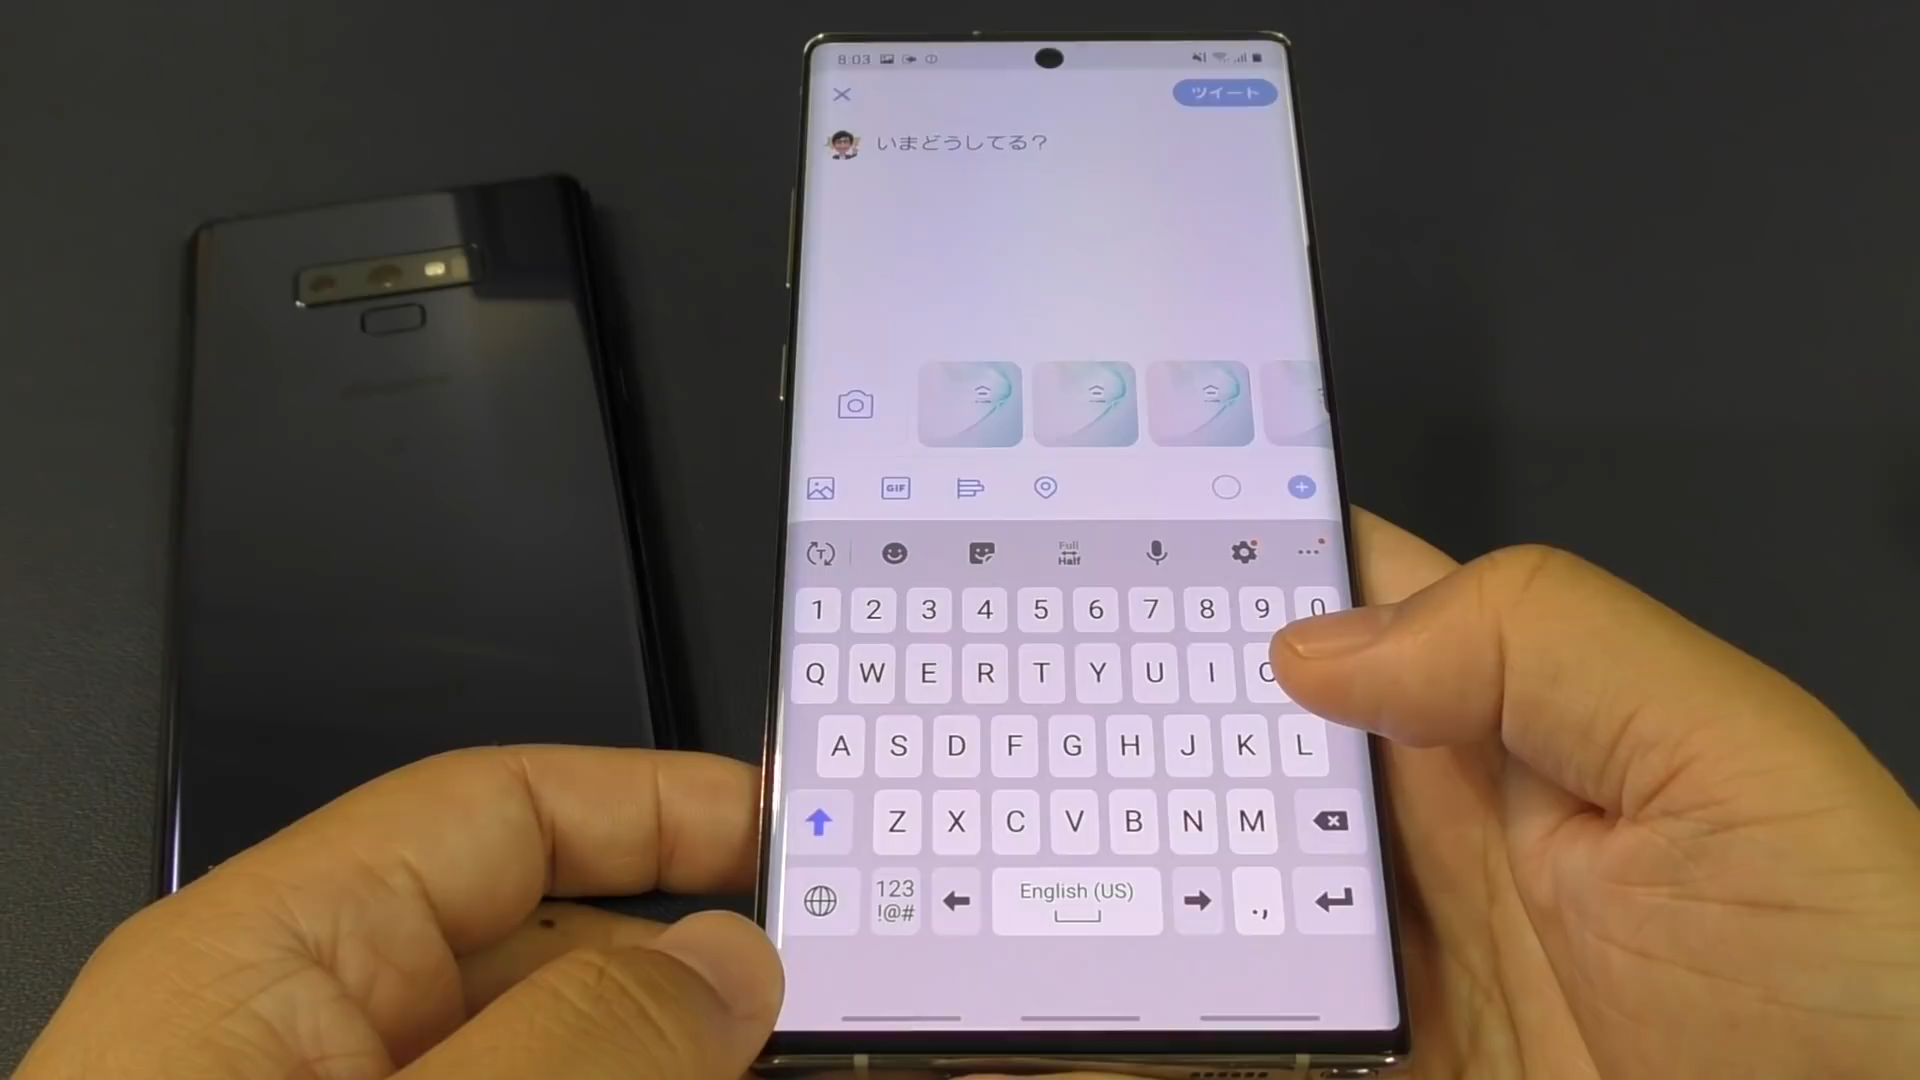 8:03
ツイート
いまどうしてる？
GIF
Full
Half
1 2 3 4 5 6 7 8 9 0
Q W E R T Y U I O
A S D F G H J K L
Z X C V B N M
123
!@#
English (US)
.,